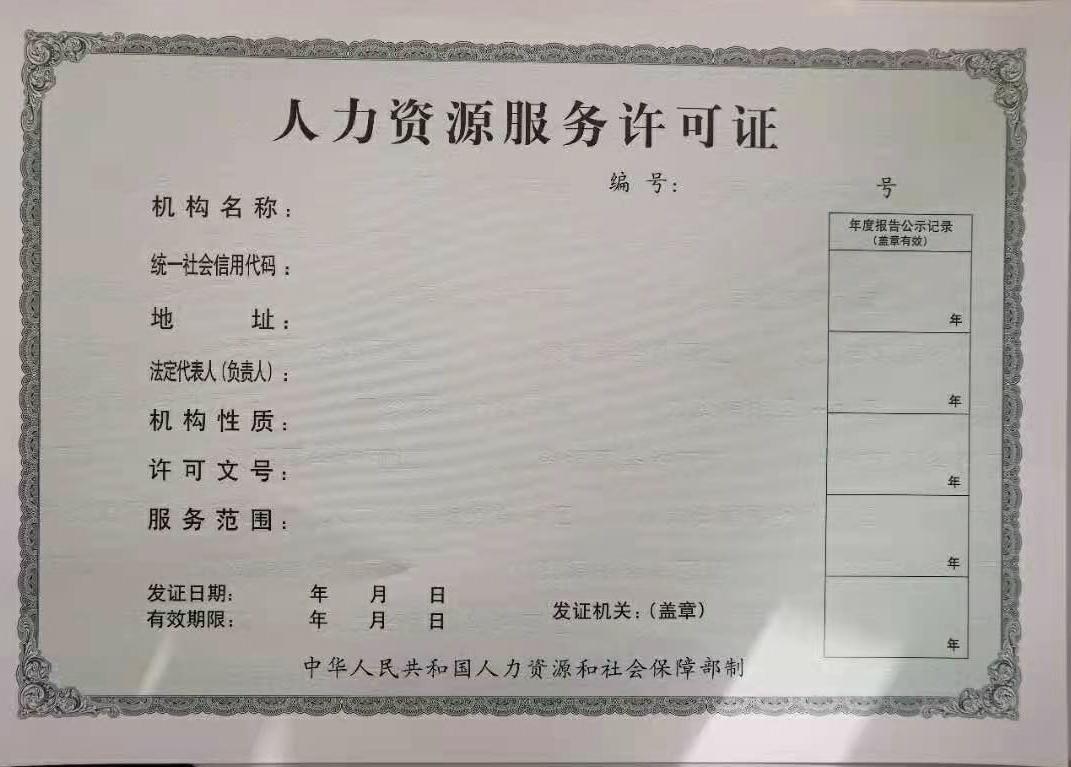 人力资源服务许可证
编 号： 号
机构名称：
年度报告公示记录
（盖章有效）
统一社会信用代码：
年
地 址：
法定代表人（负责人）：
年
机构性质：
许可文号：
年
服务范围：
年
发证日期： 年 月 日
有效期限： 年 月 日
发证机关：（盖章）
年
中华人民共和国人力资源和社会保障部制